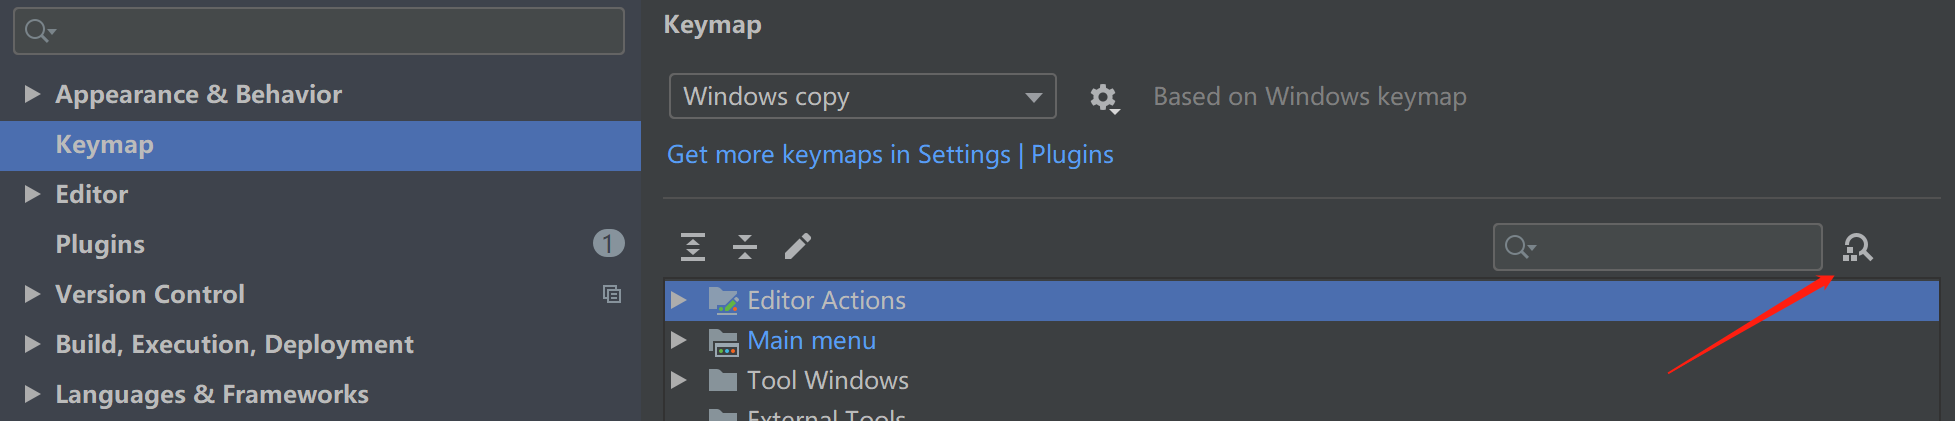 Appearance & Behavior
Keymap
Editor
Plugins
1
Version Control
Build, Execution, Deployment
Languages & Frameworks
Keymap
Windows copy
Based on Windows keymap
Get more keymaps in Settings | Plugins
Editor Actions
Main menu
Tool Windows
External Tools